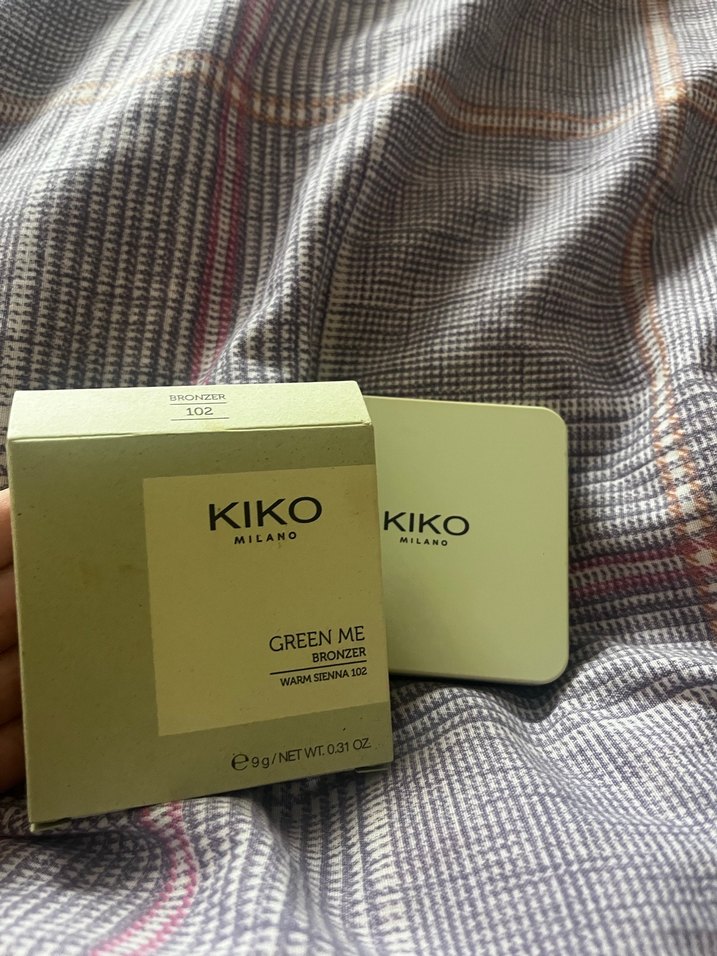 BRONZER
102
KIKO
MILANO
GREEN ME
BRONZER
WARM SIENNA 102
℮ 9 g / NET WT. 0.31 OZ.
KIKO
MILANO